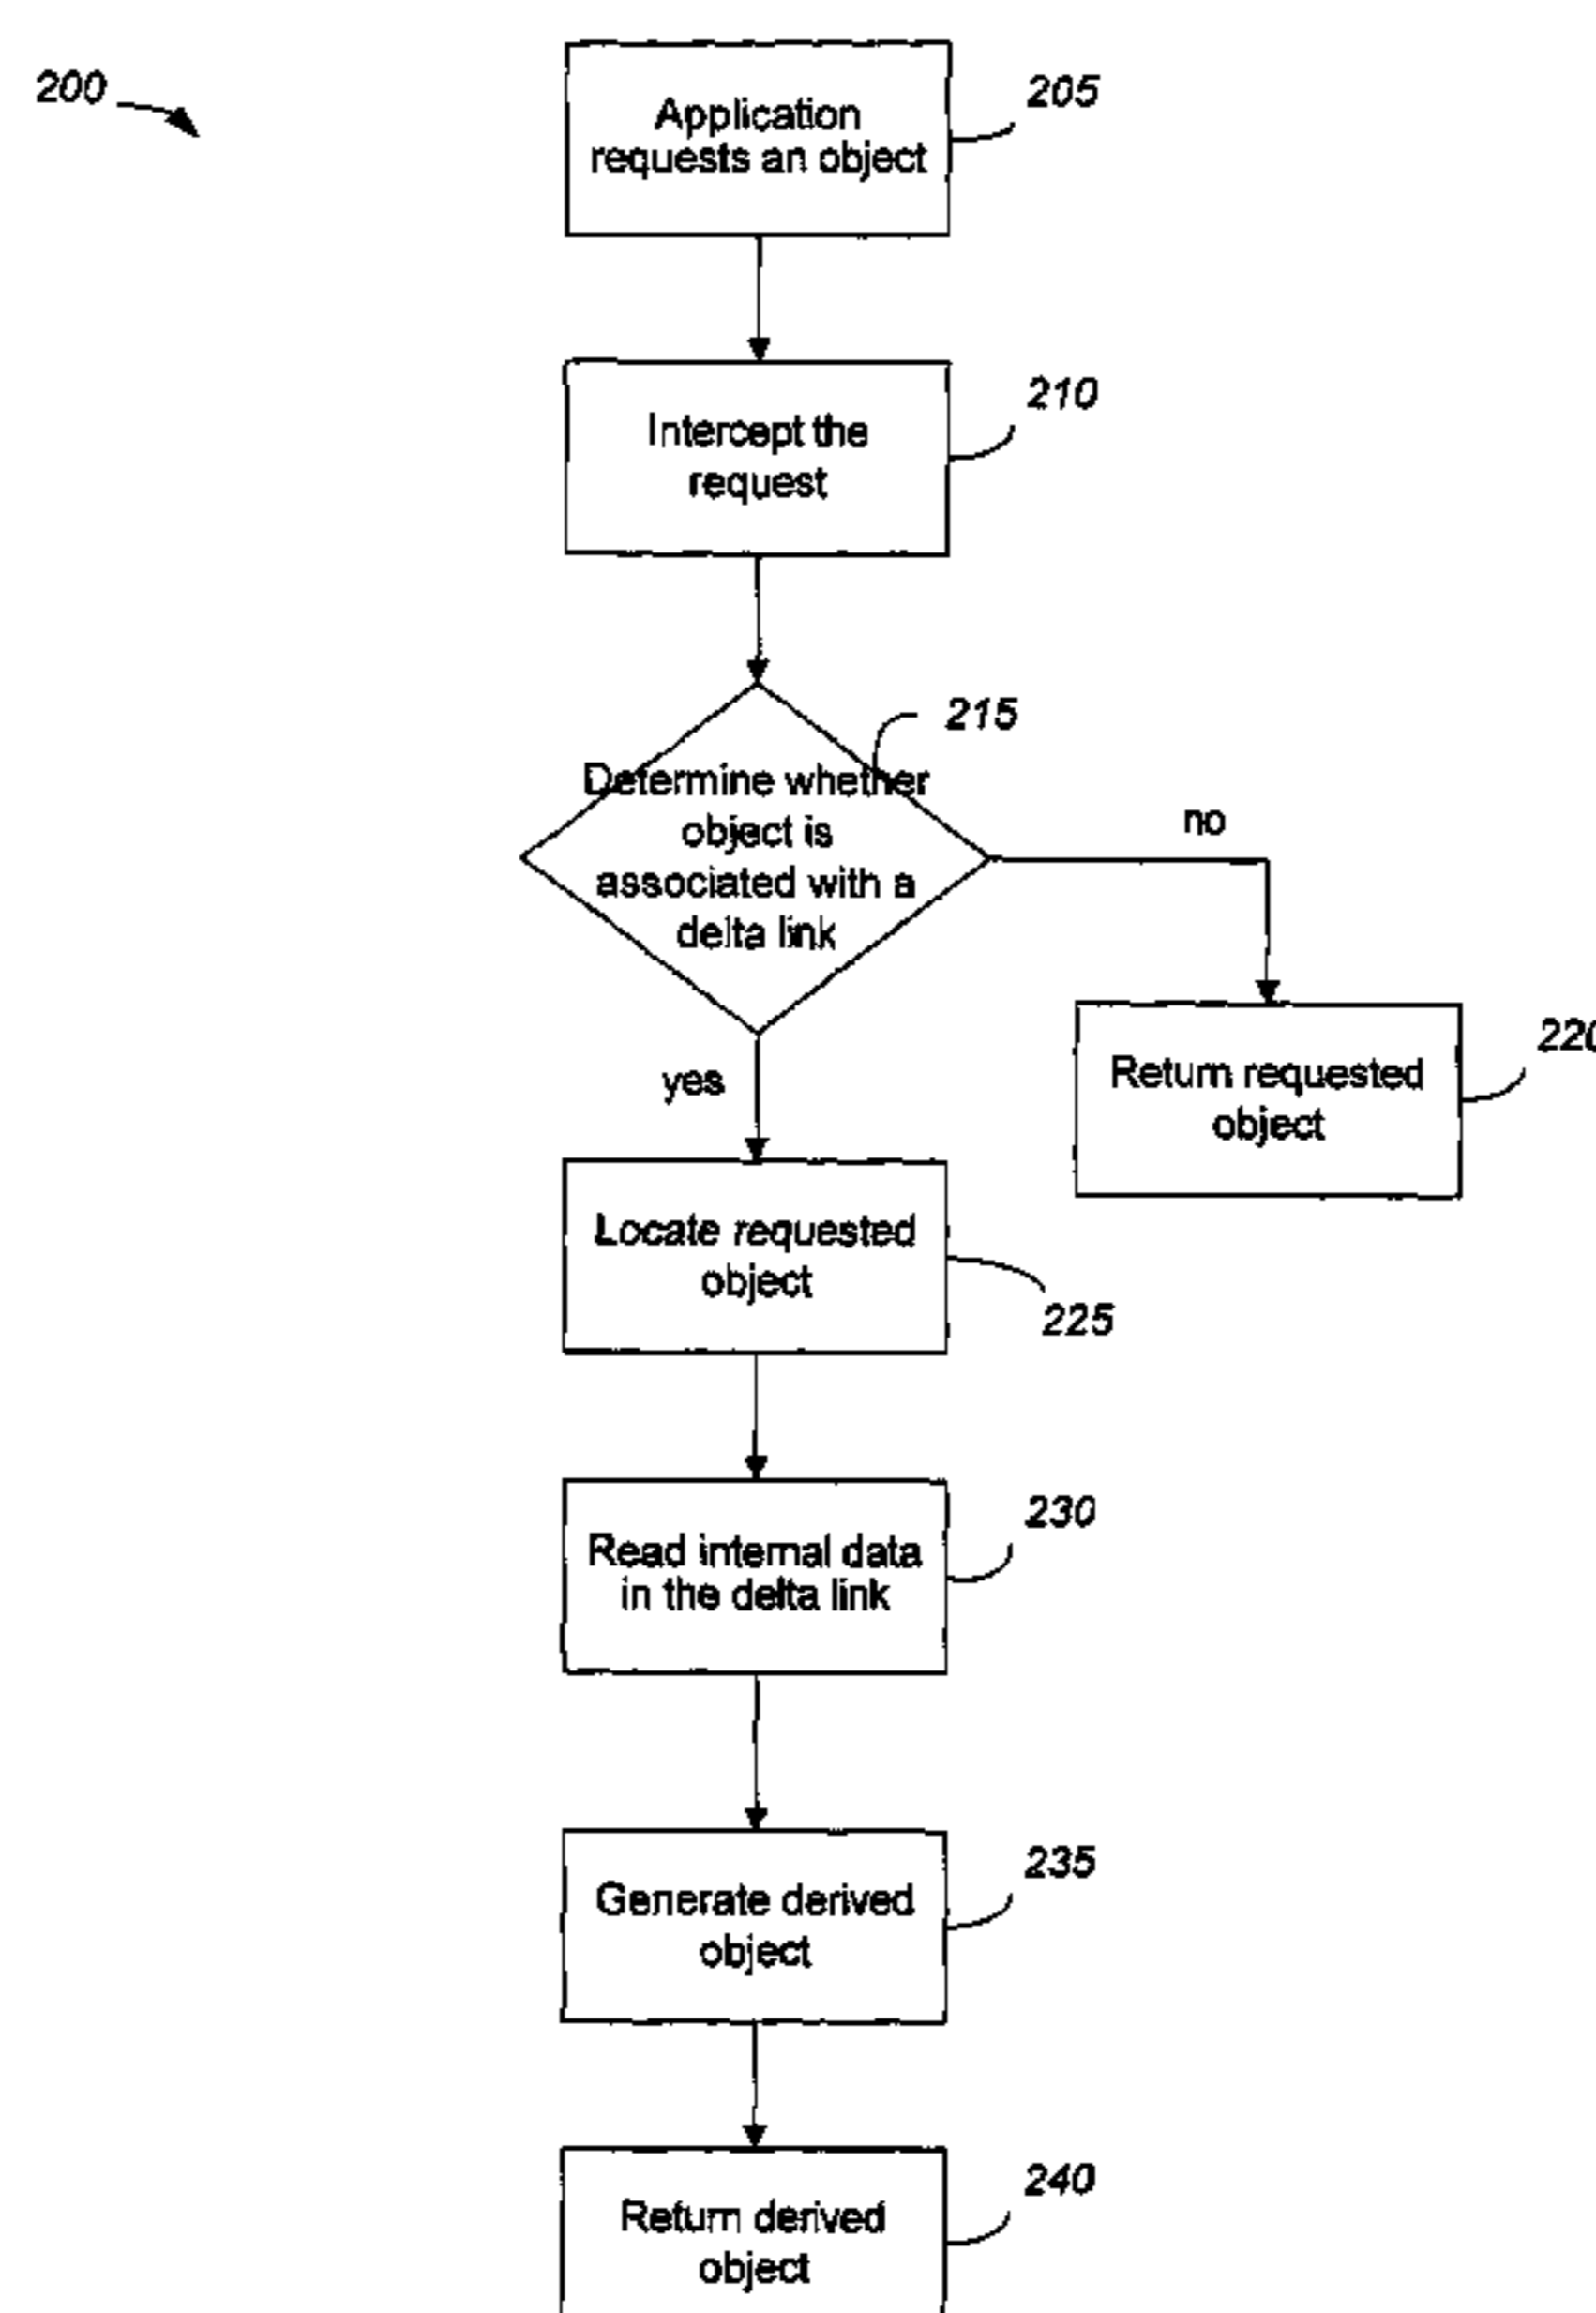 200
Application
requests an object
205
Intercept the
request
210
215
Determine whether
object is
associated with a
delta link
no
yes
Return requested
object
220
Locate requested
object
225
Read internal data
in the delta link
230
Generate derived
object
235
Return derived
object
240